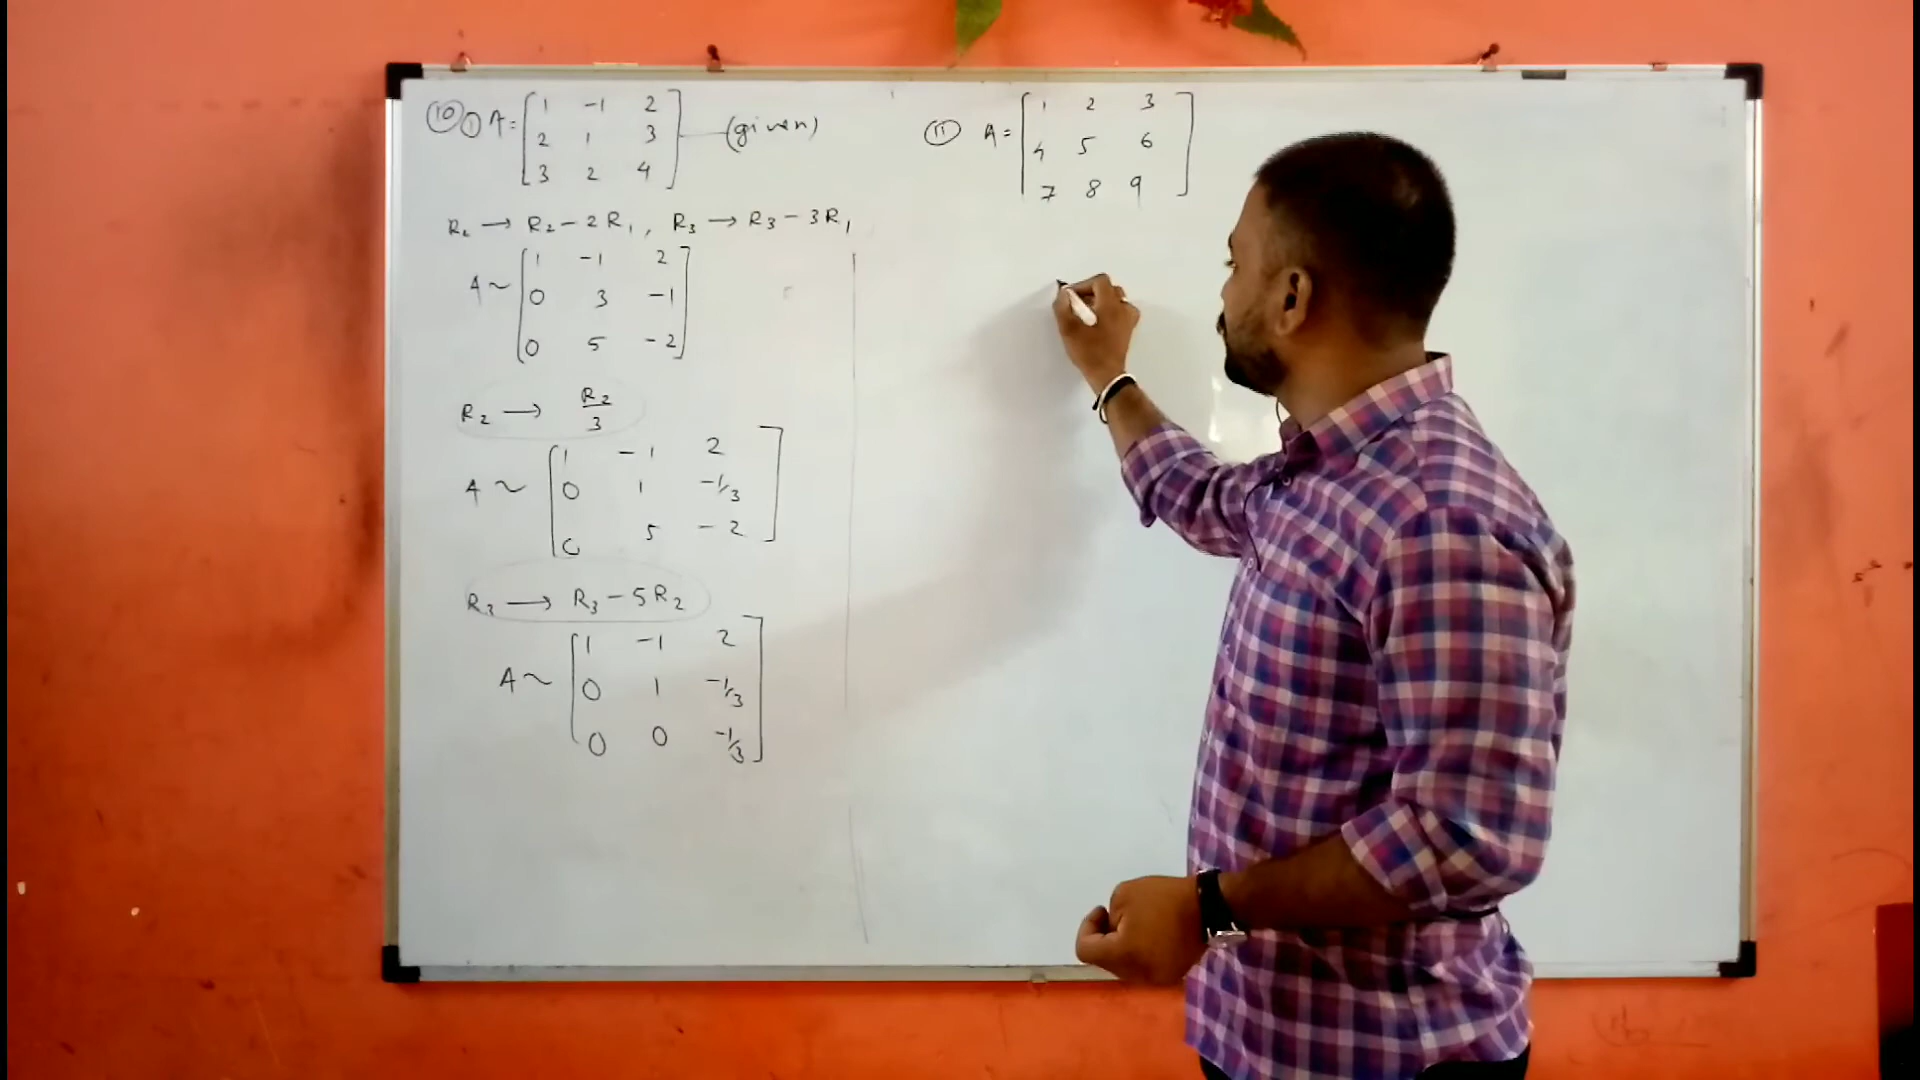 ⑩ ① A = [ 1 -1 2
2 1 3
3 2 4 ] — (given)
R₂ → R₂ - 2R₁, R₃ → R₃ - 3R₁
A ~ [ 1 -1 2
0 3 -1
0 5 -2 ]
R₂ → R₂/3
A ~ [ 1 -1 2
0 1 -1/3
0 5 -2 ]
R₃ → R₃ - 5R₂
A ~ [ 1 -1 2
0 1 -1/3
0 0 -1/3 ]
⑪ A = [ 1 2 3
4 5 6
7 8 9 ]